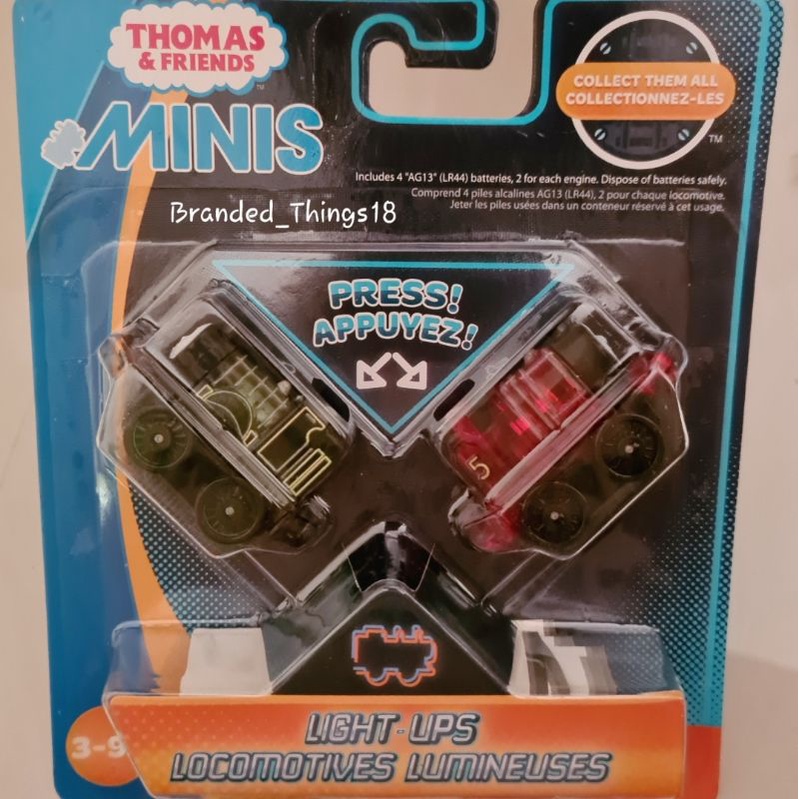 THOMAS
& FRIENDS
™
MINIS
COLLECT THEM ALL
COLLECTIONNEZ-LES
™
Includes 4 "AG13" (LR44) batteries, 2 for each engine. Dispose of batteries safely.
Comprend 4 piles alcalines AG13 (LR44), 2 pour chaque locomotive.
Jeter les piles usées dans un conteneur réservé à cet usage.
Branded_Things18
PRESS!
APPUYEZ!
5
3-9
LIGHT-UPS
LOCOMOTIVES LUMINEUSES